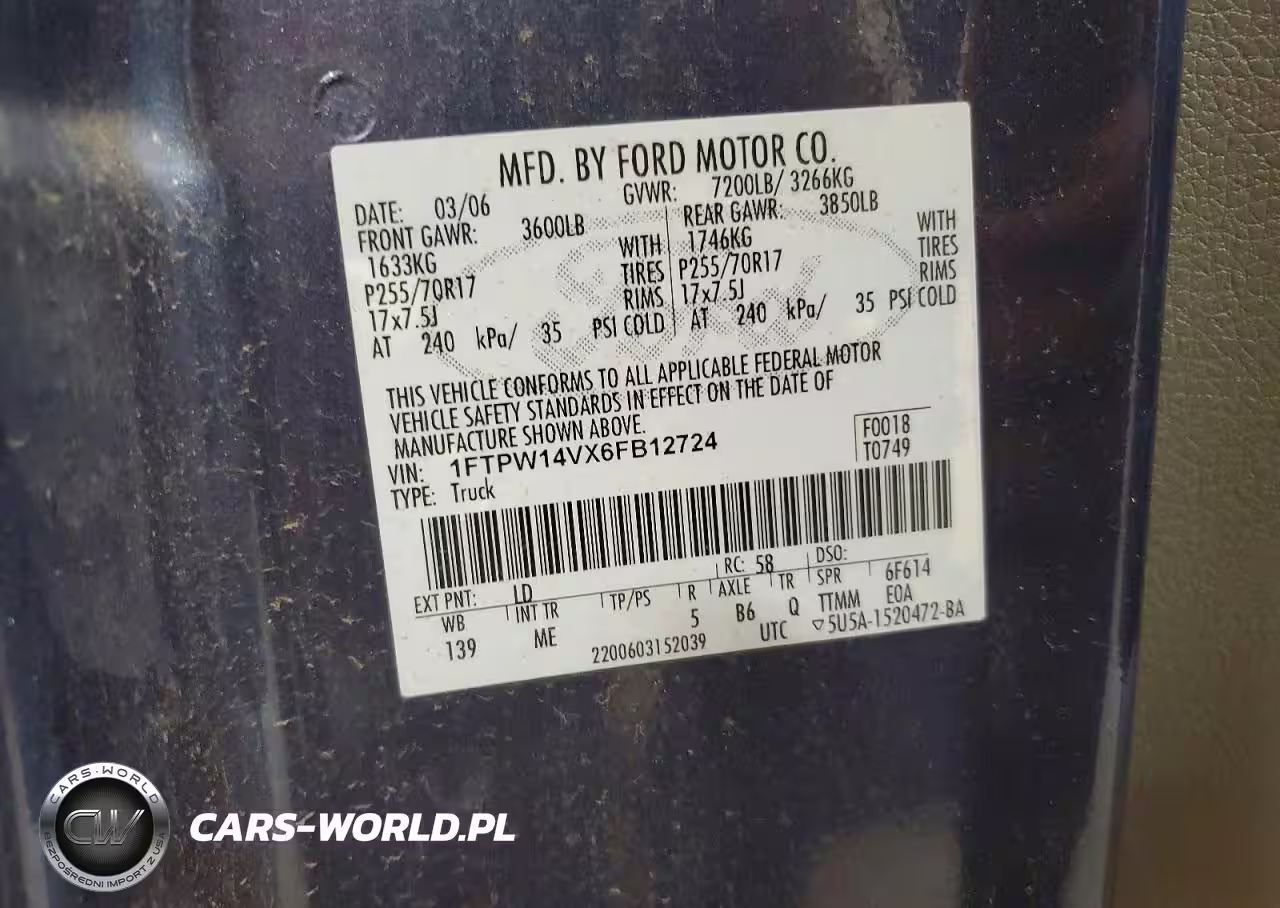 MFD. BY FORD MOTOR CO.
DATE: 03/06 GVWR: 7200LB/ 3266KG
FRONT GAWR: 3600LB REAR GAWR: 3850LB
1633KG WITH 1746KG WITH
P255/70R17 TIRES P255/70R17 TIRES
17x7.5J RIMS 17x7.5J RIMS
AT 240 kPa/ 35 PSI COLD AT 240 kPa/ 35 PSI COLD
THIS VEHICLE CONFORMS TO ALL APPLICABLE FEDERAL MOTOR
VEHICLE SAFETY STANDARDS IN EFFECT ON THE DATE OF
MANUFACTURE SHOWN ABOVE.
VIN: 1FTPW14VX6FB12724
F0018
T0749
TYPE: Truck
EXT PNT: LD RC: 58 DSO:
WB INT TR TP/PS R AXLE TR SPR 6F614
139 ME 5 B6 Q TTMM E0A
2200603152039 UTC ▽5U5A-1520472-BA
CARS-WORLD
CW
BEZPOŚREDNI IMPORT Z USA
CARS-WORLD.PL